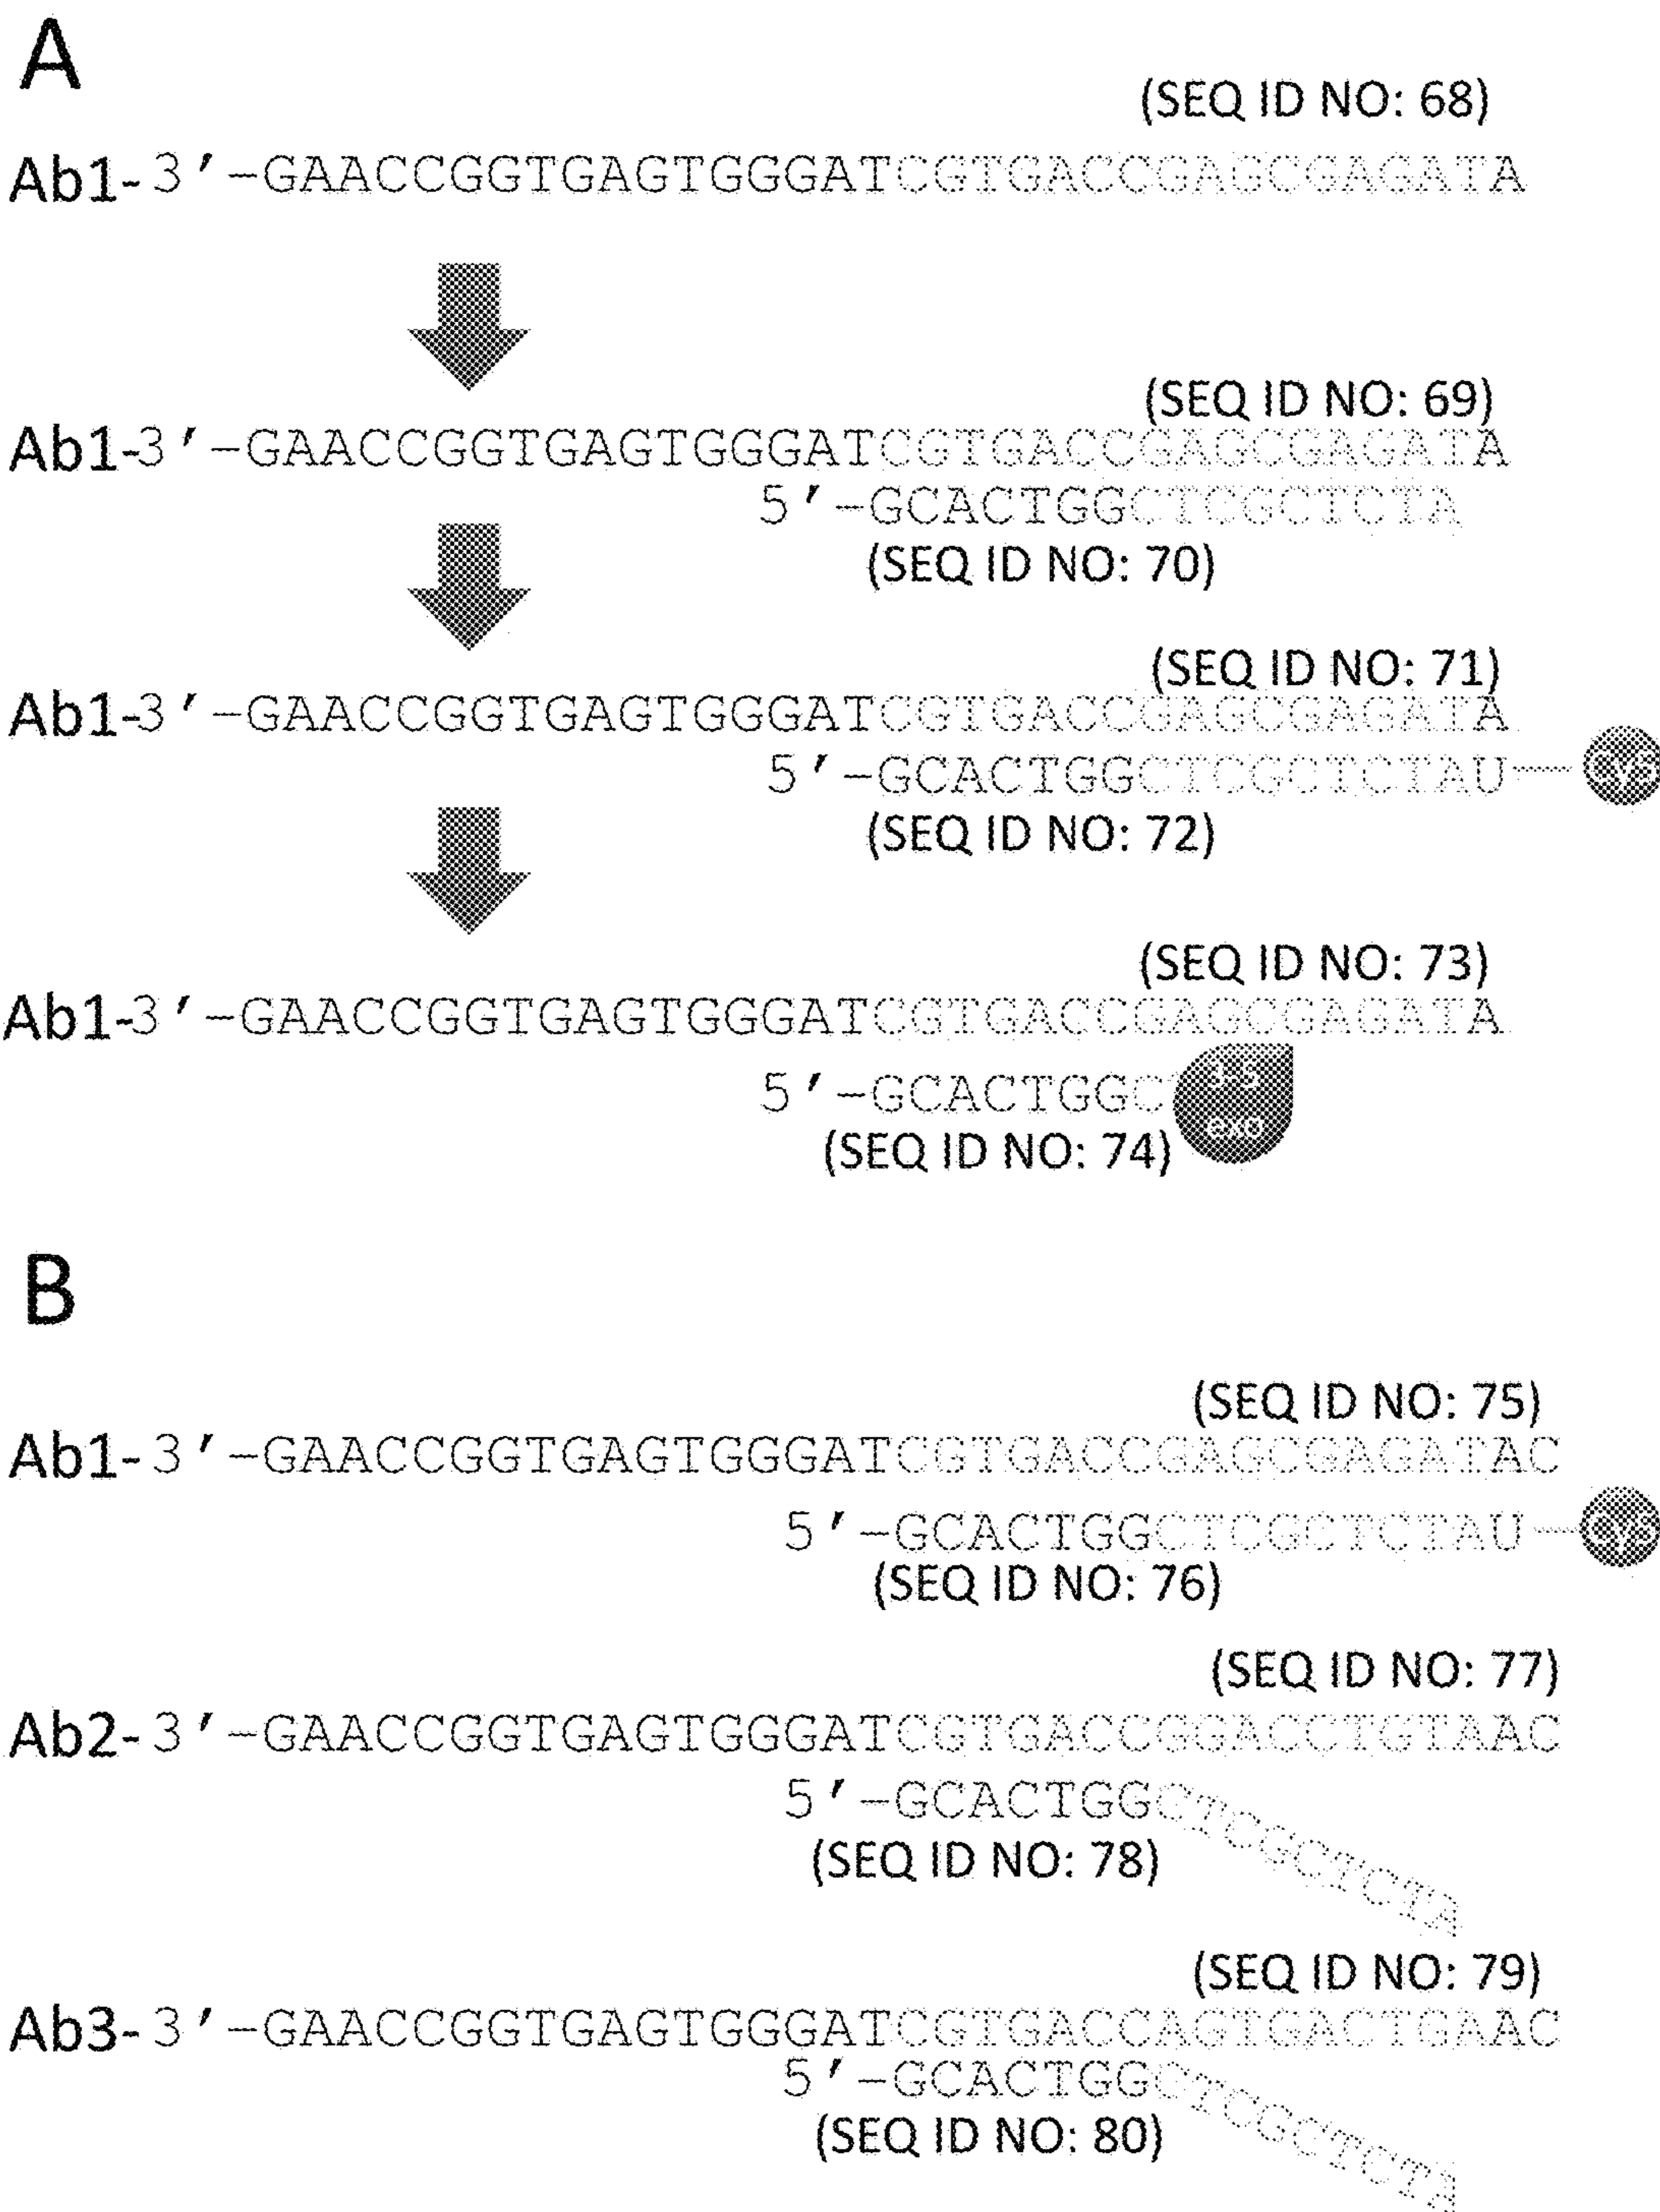 A
(SEQ ID NO: 68)
Ab1-3′–GAACCGGTGAGTGGGATCGTGACCGAGCGAGATA
(SEQ ID NO: 69)
Ab1-3′–GAACCGGTGAGTGGGATCGTGACCGAGCGAGATA
5′–GCACTGGCTCGCTCTA
(SEQ ID NO: 70)
(SEQ ID NO: 71)
Ab1-3′–GAACCGGTGAGTGGGATCGTGACCGAGCGAGATA
5′–GCACTGGCTCGCTCTAU Cy5
(SEQ ID NO: 72)
(SEQ ID NO: 73)
Ab1-3′–GAACCGGTGAGTGGGATCGTGACCGAGCGAGATA
5′–GCACTGGC
exo
(SEQ ID NO: 74)
B
(SEQ ID NO: 75)
Ab1-3′–GAACCGGTGAGTGGGATCGTGACCGAGCGAGATAC
5′–GCACTGGCTCGCTCTAU Cy5
(SEQ ID NO: 76)
(SEQ ID NO: 77)
Ab2-3′–GAACCGGTGAGTGGGATCGTGACCGGACCTGTAAC
5′–GCACTGGCTCGCTCTA
(SEQ ID NO: 78)
(SEQ ID NO: 79)
Ab3-3′–GAACCGGTGAGTGGGATCGTGACCAGTGACTGAAC
5′–GCACTGGCTCGCTCTA
(SEQ ID NO: 80)